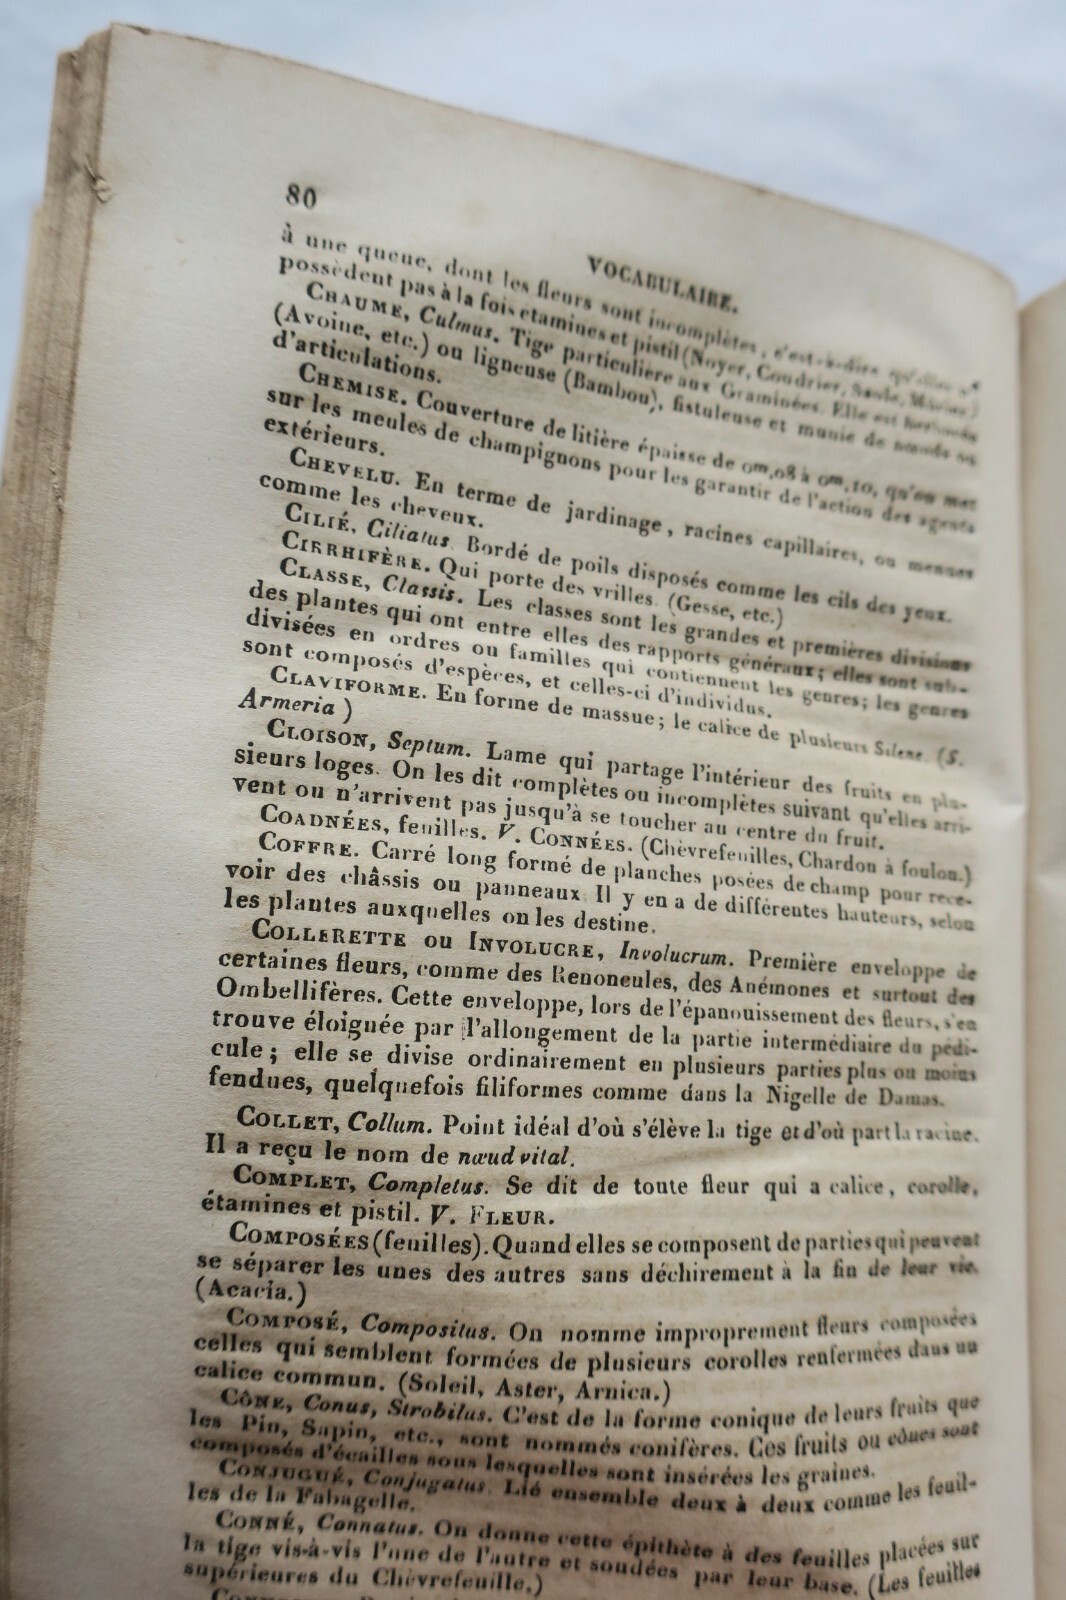 80
VOCABULAIRE.
à une queue, dont les fleurs sont incomplètes, c'est-à-dire qu'elles ne
possèdent pas à la fois étamines et pistil (Noyer, Coudrier, Saule, Mûrier)
CHAUME, Culmus. Tige particulière aux Graminées. Elle est herbacée
(Avoine, etc.) ou ligneuse (Bambou), fistuleuse et munie de nœuds ou
d'articulations.
CHEMISE. Couverture de litière épaisse de 0m,08 à 0m,10, qu'on met
sur les meules de champignons pour les garantir de l'action des agents
extérieurs.
CHEVELU. En terme de jardinage, racines capillaires, ou menues
comme les cheveux.
CILIÉ, Ciliatus. Bordé de poils disposés comme les cils des yeux.
CIRRHIFÈRE. Qui porte des vrilles. (Gesse, etc.)
CLASSE, Classis. Les classes sont les grandes et premières divisions
des plantes qui ont entre elles des rapports généraux; elles sont sub-
divisées en ordres ou familles qui contiennent les genres; les genres
sont composés d'espèces, et celles-ci d'individus.
CLAVIFORME. En forme de massue; le calice de plusieurs Silene. (S.
Armeria)
CLOISON, Septum. Lame qui partage l'intérieur des fruits en plu-
sieurs loges. On les dit complètes ou incomplètes suivant qu'elles arri-
vent ou n'arrivent pas jusqu'à se toucher au centre du fruit.
COADNÉES, feuilles. V. CONNÉES. (Chèvrefeuilles, Chardon à foulon.)
COFFRE. Carré long formé de planches posées de champ pour rece-
voir des châssis ou panneaux. Il y en a de différentes hauteurs, selon
les plantes auxquelles on les destine.
COLLERETTE OU INVOLUCRE, Involucrum. Première enveloppe de
certaines fleurs, comme des Renoncules, des Anémones et surtout des
Ombellifères. Cette enveloppe, lors de l'épanouissement des fleurs, s'en
trouve éloignée par l'allongement de la partie intermédiaire du pédi-
cule; elle se divise ordinairement en plusieurs parties plus ou moins
fendues, quelquefois filiformes comme dans la Nigelle de Damas.
COLLET, Collum. Point idéal d'où s'élève la tige et d'où part la racine.
Il a reçu le nom de nœud vital.
COMPLET, Completus. Se dit de toute fleur qui a calice, corolle,
étamines et pistil. V. FLEUR.
COMPOSÉES (feuilles). Quand elles se composent de parties qui peuvent
se séparer les unes des autres sans déchirement à la fin de leur vie.
(Acacia.)
COMPOSÉ, Compositus. On nomme improprement fleurs composées
celles qui semblent formées de plusieurs corolles renfermées dans un
calice commun. (Soleil, Aster, Arnica.)
CÔNE, Conus, Strobilus. C'est de la forme conique de leurs fruits que
les Pin, Sapin, etc., sont nommés conifères. Ces fruits ou cônes sont
composés d'écailles sous lesquelles sont insérées les graines.
CONJUGUÉ, Conjugatus. Lié ensemble deux à deux comme les feuil-
les de la Fabagelle.
CONNÉ, Connatus. On donne cette épithète à des feuilles placées sur
la tige vis-à-vis l'une de l'autre et soudées par leur base. (Les feuilles
supérieures du Chèvrefeuille.)